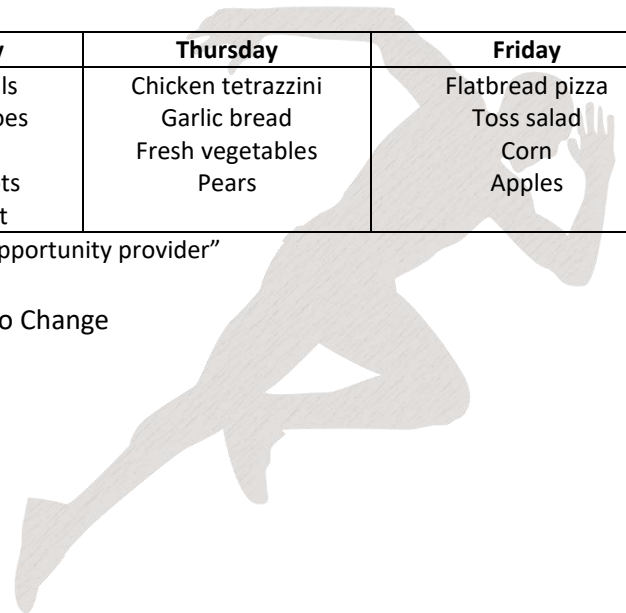 y Thursday Friday
ls Chicken tetrazzini Flatbread pizza
oes Garlic bread Toss salad
Fresh vegetables Corn
ts Pears Apples
t
pportunity provider”
o Change